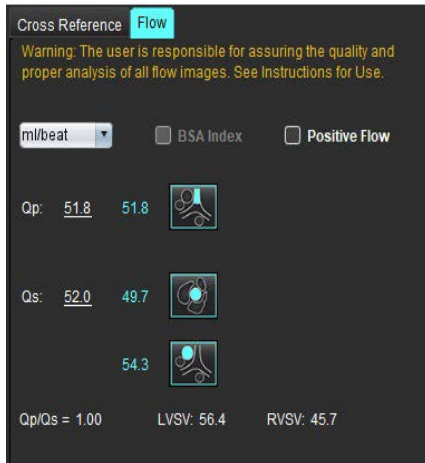 Cross Reference Flow
Warning: The user is responsible for assuring the quality and
proper analysis of all flow images. See Instructions for Use.
ml/beat BSA Index Positive Flow
Qp: 51.8 51.8
Qs: 52.0 49.7
54.3
Qp/Qs = 1.00 LVSV: 56.4 RVSV: 45.7